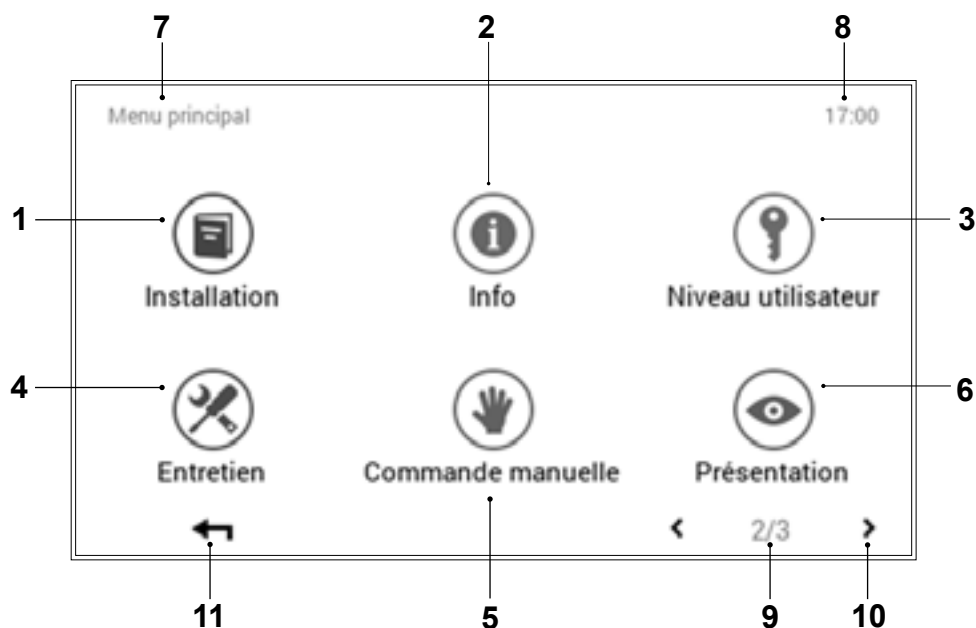 7 2 8
Menu principal 17:00
1 3
Installation Info Niveau utilisateur
4 6
Entretien Commande manuelle Présentation
2/3
11 5 9 10